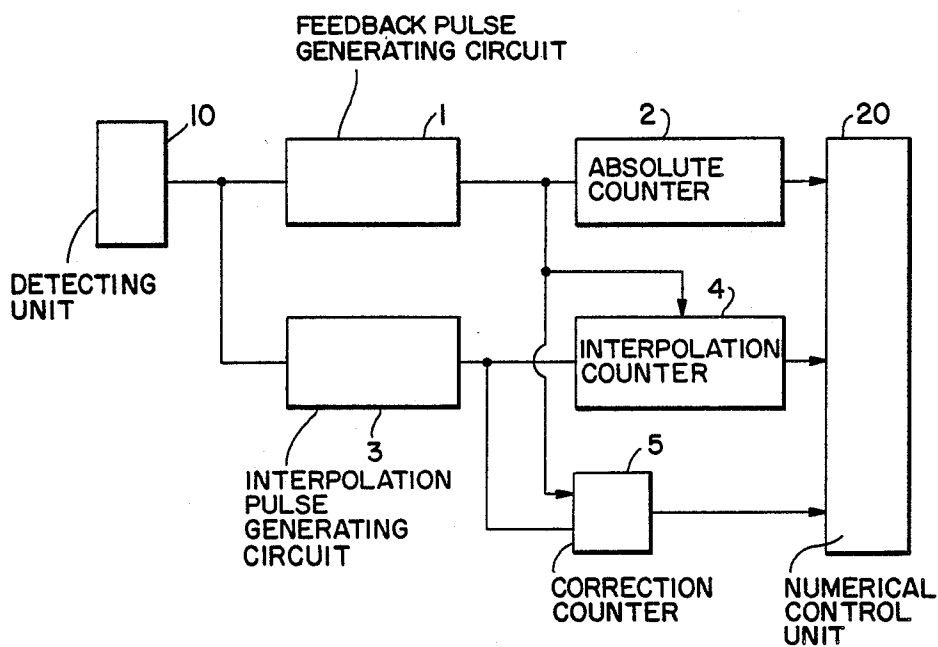 FEEDBACK PULSE
GENERATING CIRCUIT
10
1
2
20
ABSOLUTE
COUNTER
DETECTING
UNIT
4
INTERPOLATION
COUNTER
3
5
INTERPOLATION
PULSE
GENERATING
CIRCUIT
CORRECTION
COUNTER
NUMERICAL
CONTROL
UNIT